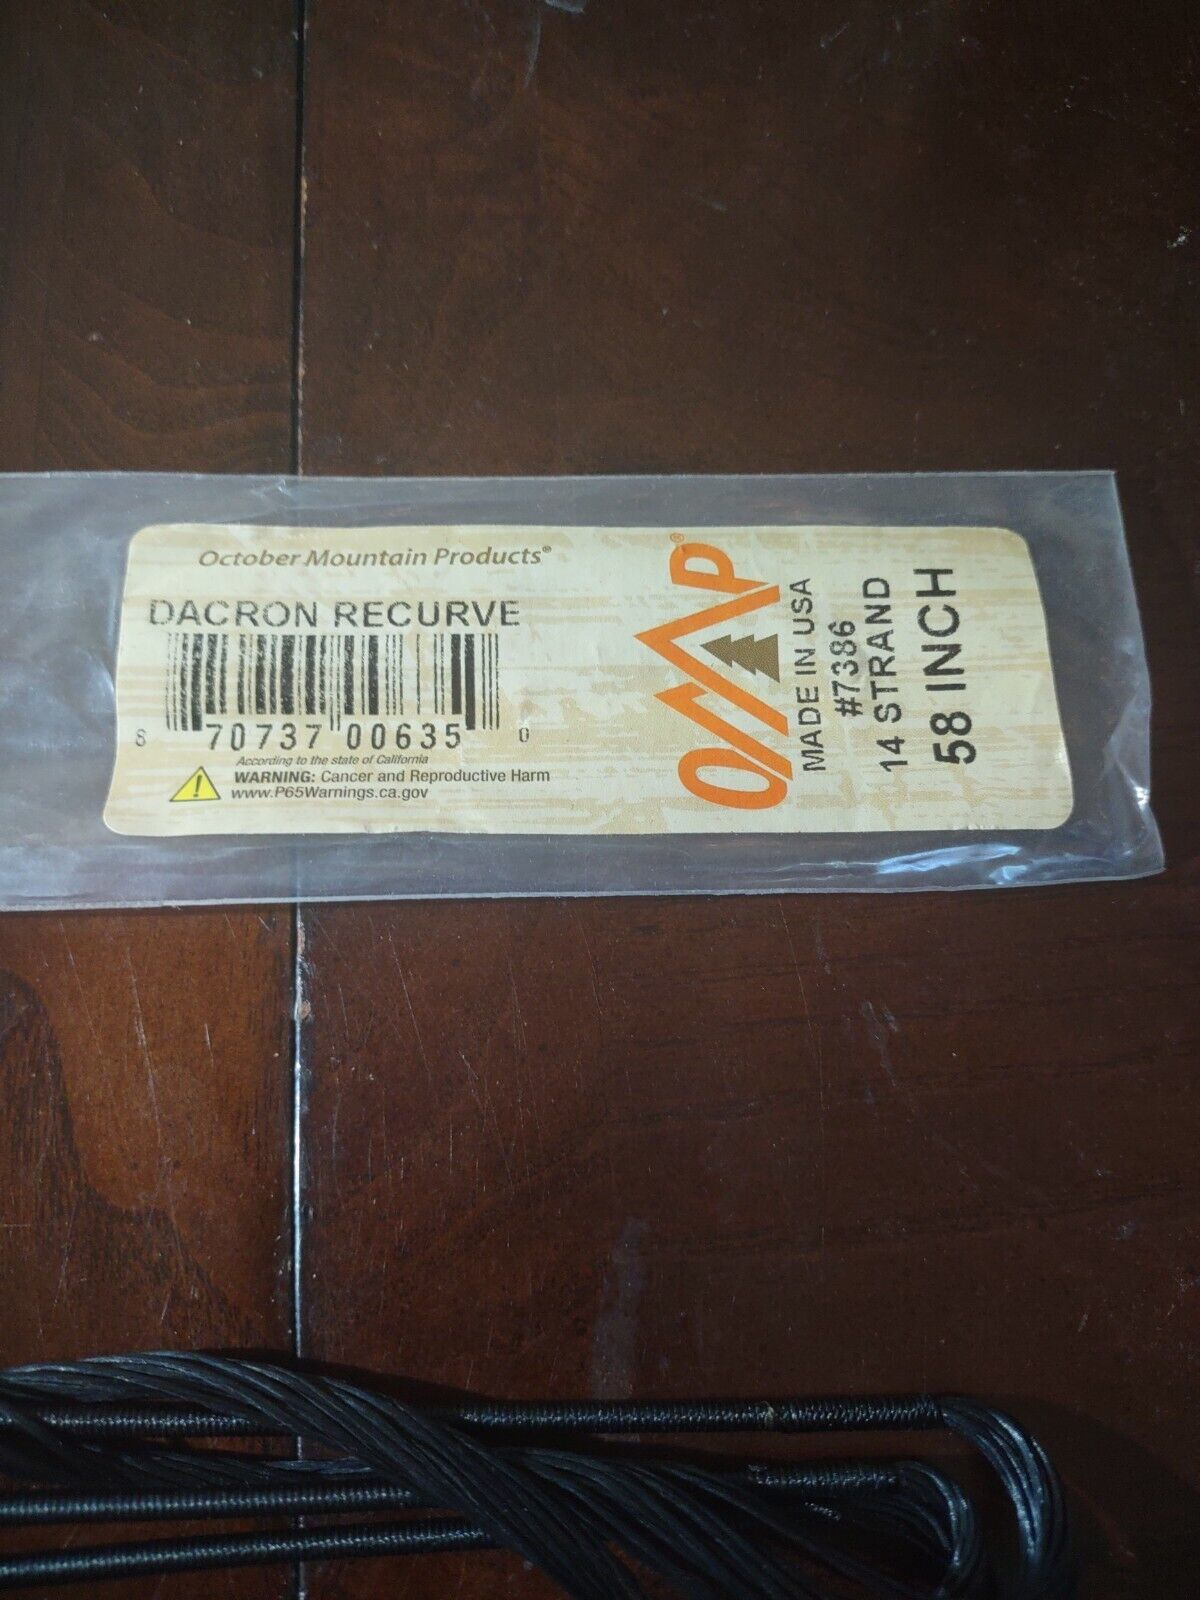 October Mountain Products®
DACRON RECURVE
8 70737 00635 0
According to the state of California
WARNING: Cancer and Reproductive Harm
www.P65Warnings.ca.gov
OMP®
MADE IN USA
#7386
14 STRAND
58 INCH